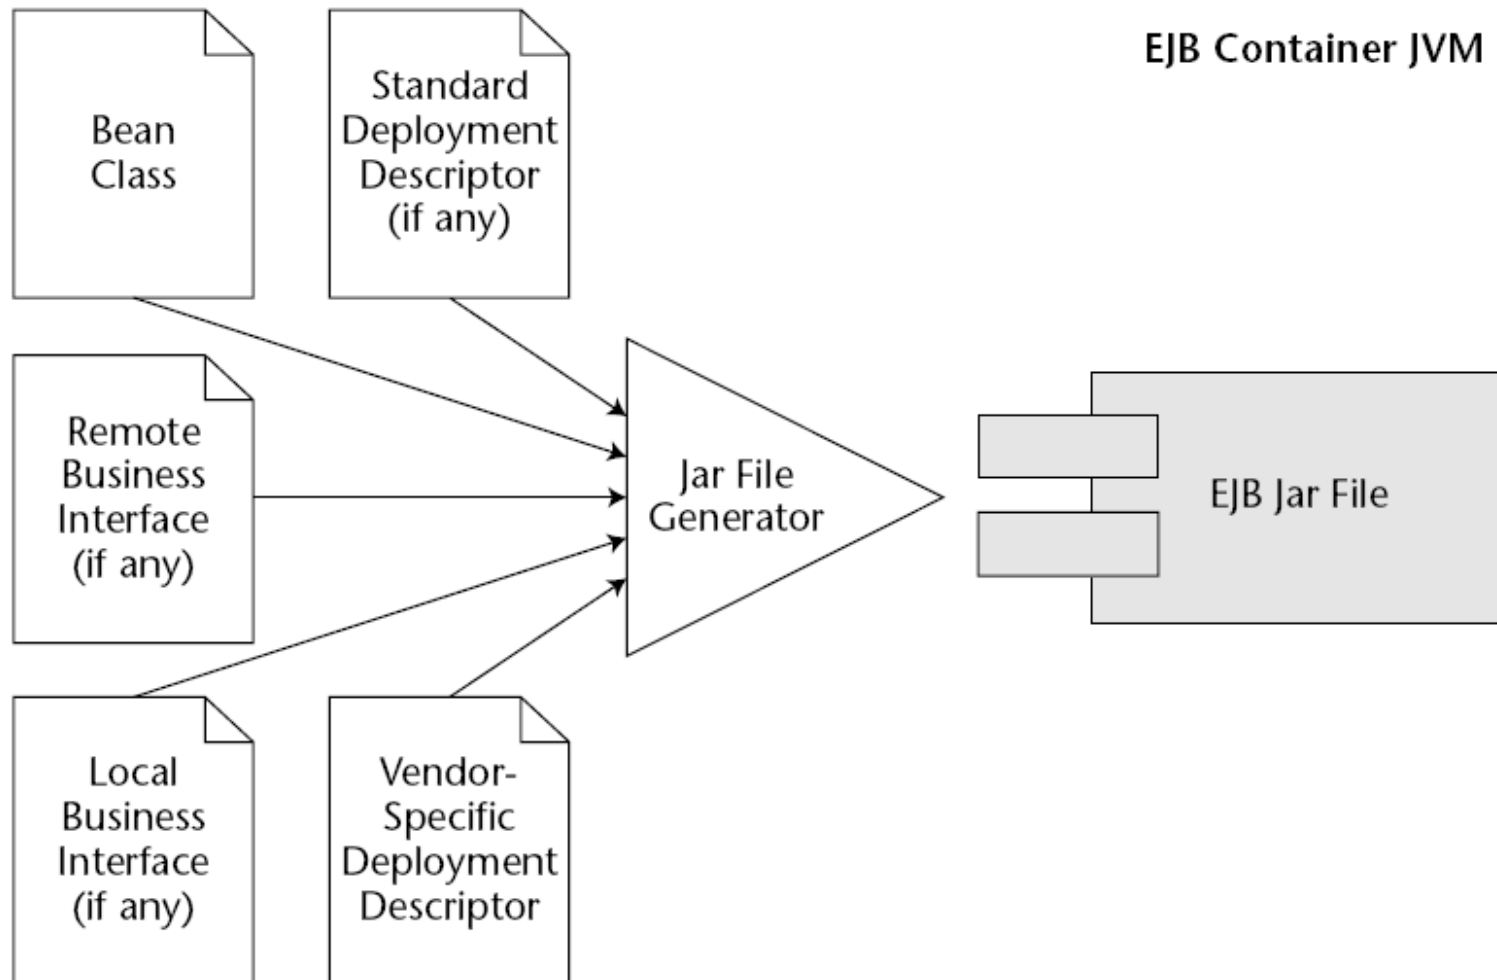 Bean
Class
Standard
Deployment
Descriptor
(if any)
EJB Container JVM
Remote
Business
Interface
(if any)
Jar File
Generator
EJB Jar File
Local
Business
Interface
(if any)
Vendor-
Specific
Deployment
Descriptor